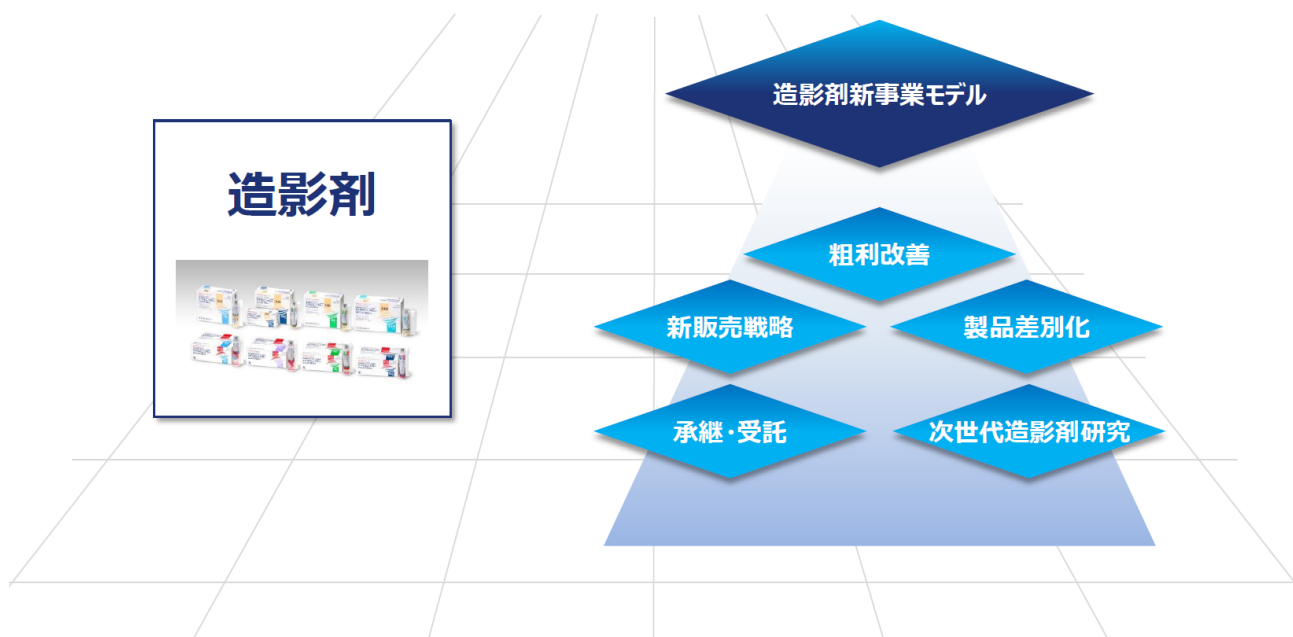 造影剤新事業モデル
造影剤
粗利改善
新販売戦略
製品差別化
承継・受託
次世代造影剤研究